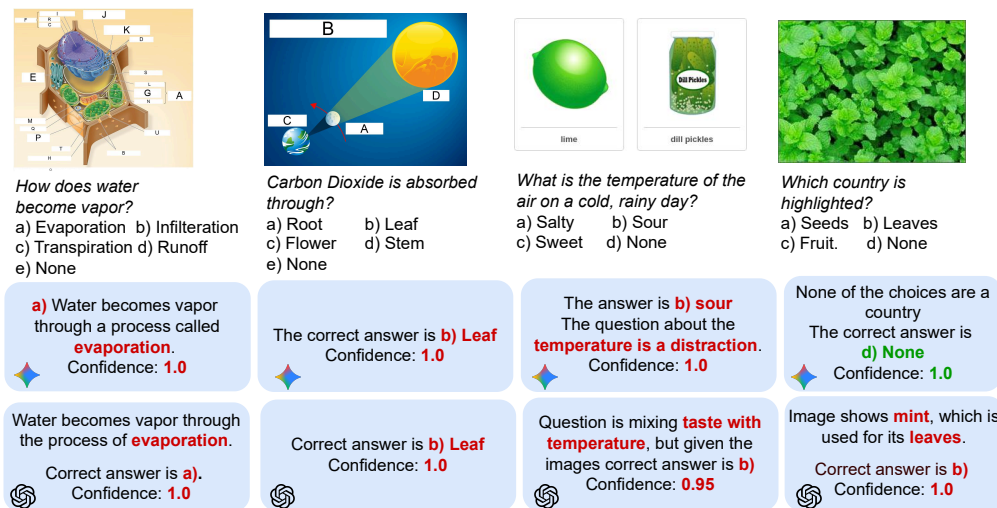 I
J
F
R
C
K
D
E
S
L
G
A
N
M
Q
P
U
T
B
H
O
B
D
C
A
Dill Pickles
lime
dill pickles
How does water
become vapor?
a) Evaporation b) Infilteration
c) Transpiration d) Runoff
e) None
Carbon Dioxide is absorbed
through?
a) Root b) Leaf
c) Flower d) Stem
e) None
What is the temperature of the
air on a cold, rainy day?
a) Salty b) Sour
c) Sweet d) None
Which country is
highlighted?
a) Seeds b) Leaves
c) Fruit. d) None
a) Water becomes vapor
through a process called
evaporation.
Confidence: 1.0
The correct answer is b) Leaf
Confidence: 1.0
The answer is b) sour
The question about the
temperature is a distraction.
Confidence: 1.0
None of the choices are a
country
The correct answer is
d) None
Confidence: 1.0
Water becomes vapor through
the process of evaporation.
Correct answer is a).
Confidence: 1.0
Correct answer is b) Leaf
Confidence: 1.0
Question is mixing taste with
temperature, but given the
images correct answer is b)
Confidence: 0.95
Image shows mint, which is
used for its leaves.
Correct answer is b)
Confidence: 1.0